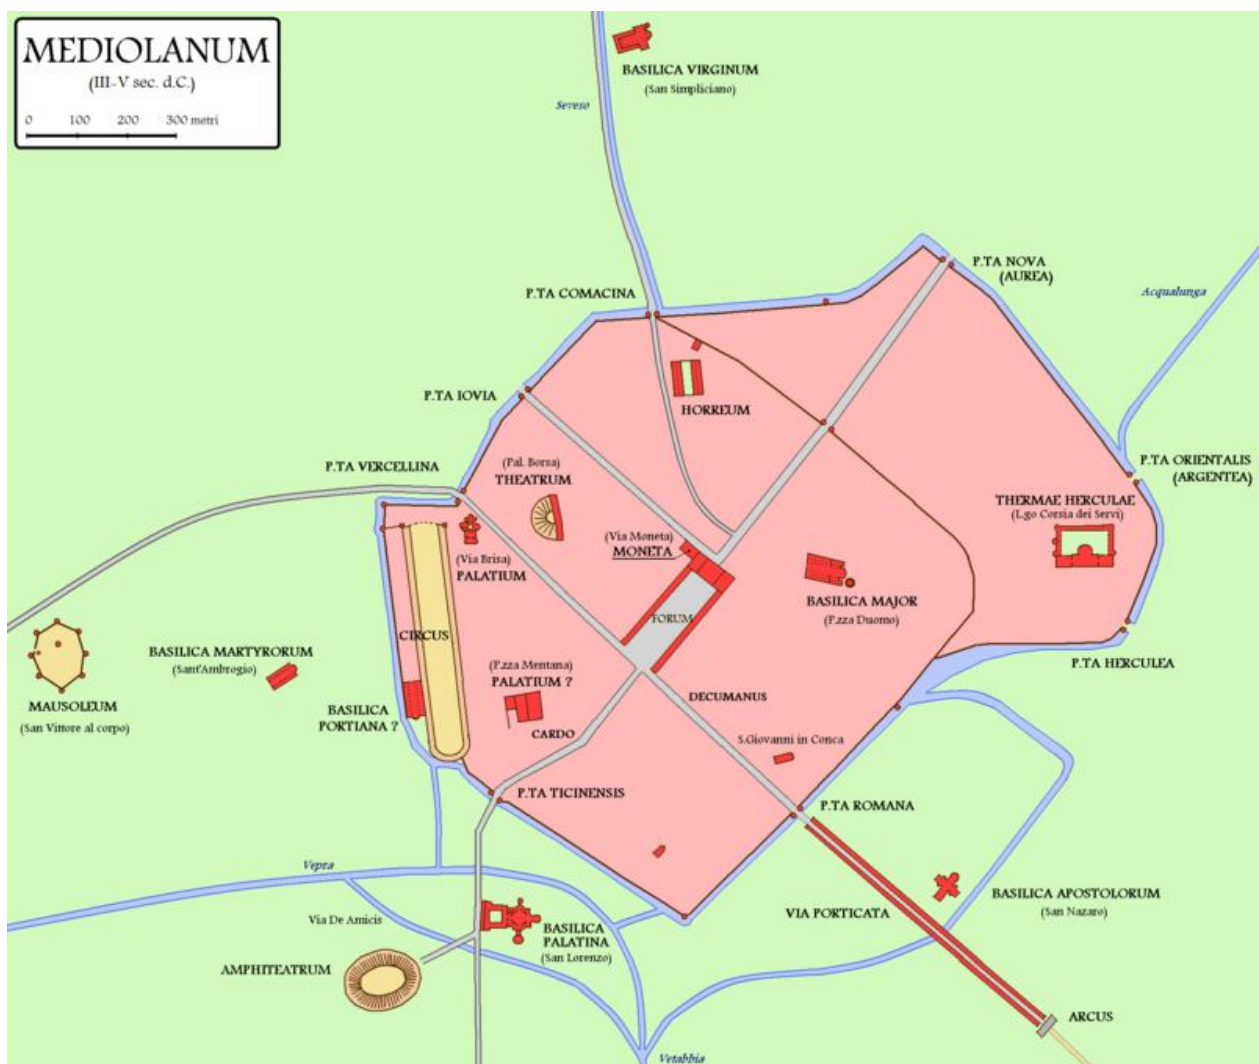 MEDIOLANUM
(III-V sec. d.C.)
0 100 200 300 metri
BASILICA VIRGINUM
(San Simpliciano)
Seveso
P.TA NOVA
(AUREA)
P.TA COMACINA
Acqualunga
P.TA IOVIA
HORREUM
P.TA VERCELLINA
(Pal. Borsa)
THEATRUM
P.TA ORIENTALIS
(ARGENTEA)
THERMAE HERCULAE
(L.go Corsia dei Servi)
(Via Moneta)
MONETA
(Via Brisa)
PALATIUM
BASILICA MAJOR
(P.zza Duomo)
FORUM
CIRCUS
BASILICA MARTYRORUM
(Sant'Ambrogio)
P.TA HERCULEA
(P.zza Mentana)
PALATIUM ?
DECUMANUS
MAUSOLEUM
(San Vittore al corpo)
BASILICA
PORTIANA ?
CARDO
S.Giovanni in Conca
P.TA TICINENSIS
P.TA ROMANA
Vepra
BASILICA APOSTOLORUM
(San Nazaro)
VIA PORTICATA
Via De Amicis
BASILICA
PALATINA
(San Lorenzo)
AMPHITEATRUM
ARCUS
Vetabbia